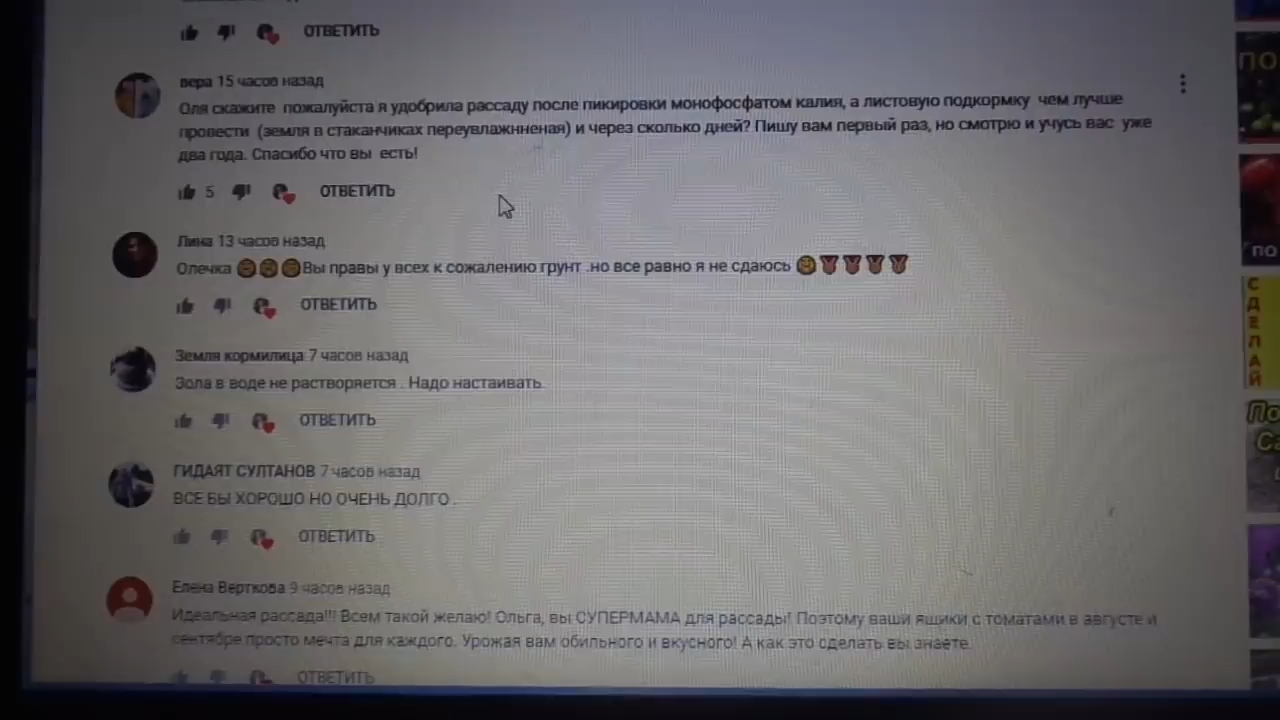 ОТВЕТИТЬ
вера 15 часов назад
Оля скажите пожалуйста я удобрила рассаду после пикировки монофосфатом калия, а листовую подкормку чем лучше
провести (земля в стаканчиках переувлажнненая) и через сколько дней? Пишу вам первый раз, но смотрю и учусь вас уже
два года. Спасибо что вы есть!
5 ОТВЕТИТЬ
Лина 13 часов назад
Олечка Вы правы у всех к сожалению грунт .но все равно я не сдаюсь
ОТВЕТИТЬ
Земля кормилица 7 часов назад
Зола в воде не растворяется . Надо настаивать.
ОТВЕТИТЬ
ГИДАЯТ СУЛТАНОВ 7 часов назад
ВСЕ БЫ ХОРОШО НО ОЧЕНЬ ДОЛГО .
ОТВЕТИТЬ
Елена Верткова 9 часов назад
Идеальная рассада!!! Всем такой желаю! Ольга, вы СУПЕРМАМА для рассады! Поэтому ваши ящики с томатами в августе и
сентябре просто мечта для каждого. Урожая вам обильного и вкусного! А как это сделать вы знаете.
ОТВЕТИТЬ
ПО
СДЕЛАЙ
По